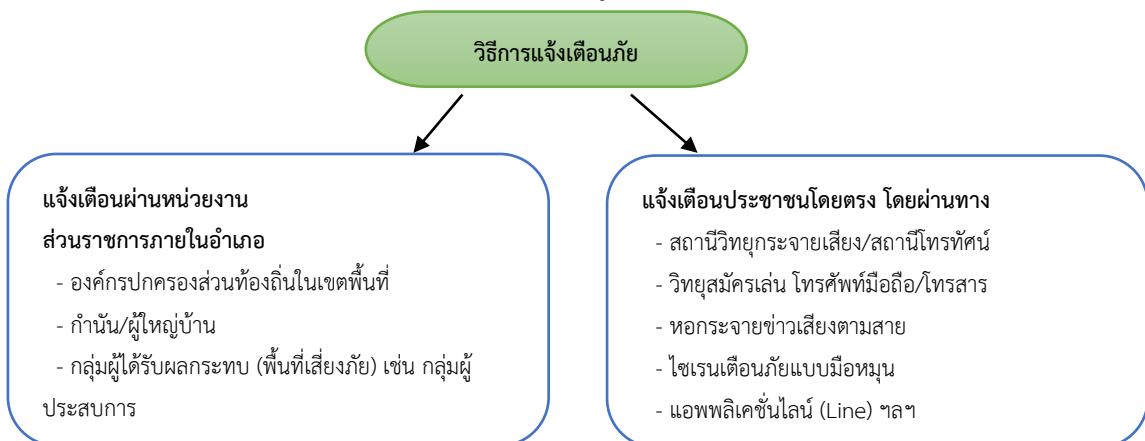 วิธีการแจ้งเตือนภัย
แจ้งเตือนผ่านหน่วยงาน
ส่วนราชการภายในอำเภอ
- องค์กรปกครองส่วนท้องถิ่นในเขตพื้นที่
- กำนัน/ผู้ใหญ่บ้าน
- กลุ่มผู้ได้รับผลกระทบ (พื้นที่เสี่ยงภัย) เช่น กลุ่มผู้
ประสบการ
แจ้งเตือนประชาชนโดยตรง โดยผ่านทาง
- สถานีวิทยุกระจายเสียง/สถานีโทรทัศน์
- วิทยุสมัครเล่น โทรศัพท์มือถือ/โทรสาร
- หอกระจายข่าวเสียงตามสาย
- ไซเรนเตือนภัยแบบมือหมุน
- แอพพลิเคชั่นไลน์ (Line) ฯลฯ